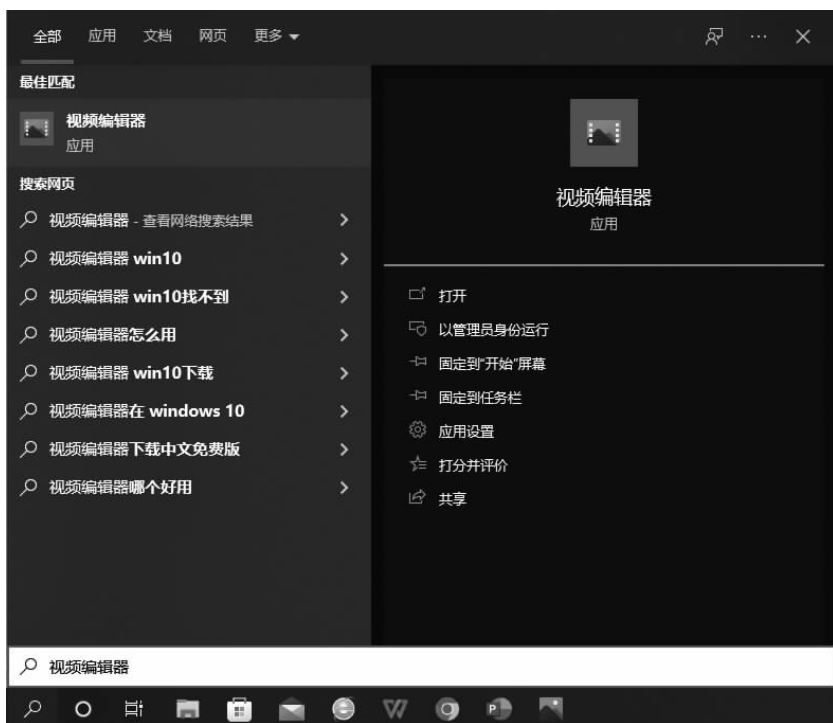 全部 应用 文档 网页 更多
最佳匹配
视频编辑器
应用
搜索网页
视频编辑器 - 查看网络搜索结果
视频编辑器 win10
视频编辑器 win10找不到
视频编辑器怎么用
视频编辑器 win10下载
视频编辑器在 windows 10
视频编辑器下载中文免费版
视频编辑器哪个好用
视频编辑器
应用
打开
以管理员身份运行
固定到"开始"屏幕
固定到任务栏
应用设置
打分并评价
共享
视频编辑器